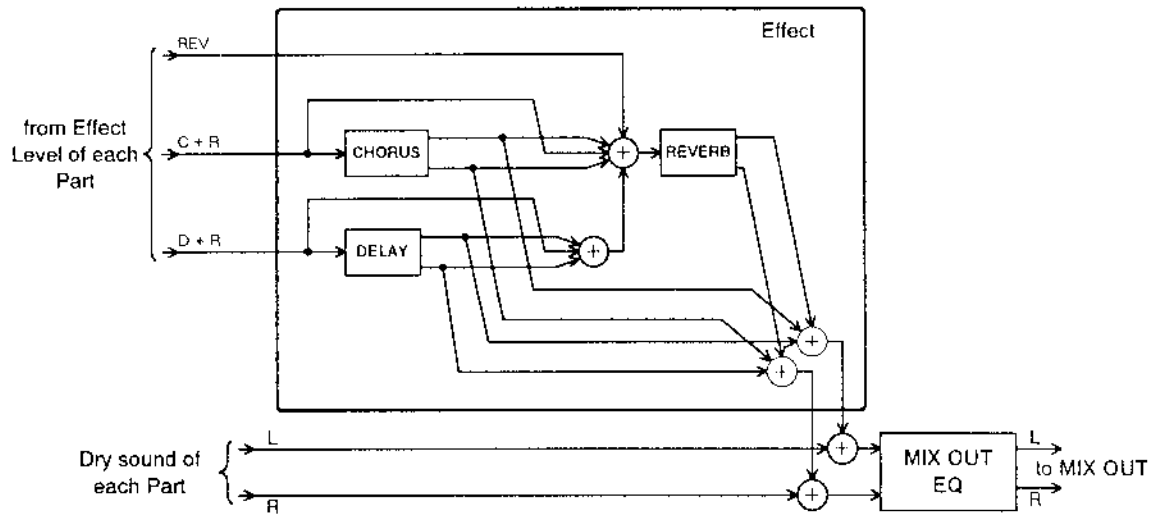 Effect
REV
from Effect
Level of each
Part
C + R
CHORUS
+
REVERB
D + R
DELAY
+
+
+
Dry sound of
each Part
L
R
+
+
MIX OUT
EQ
L
R
to MIX OUT